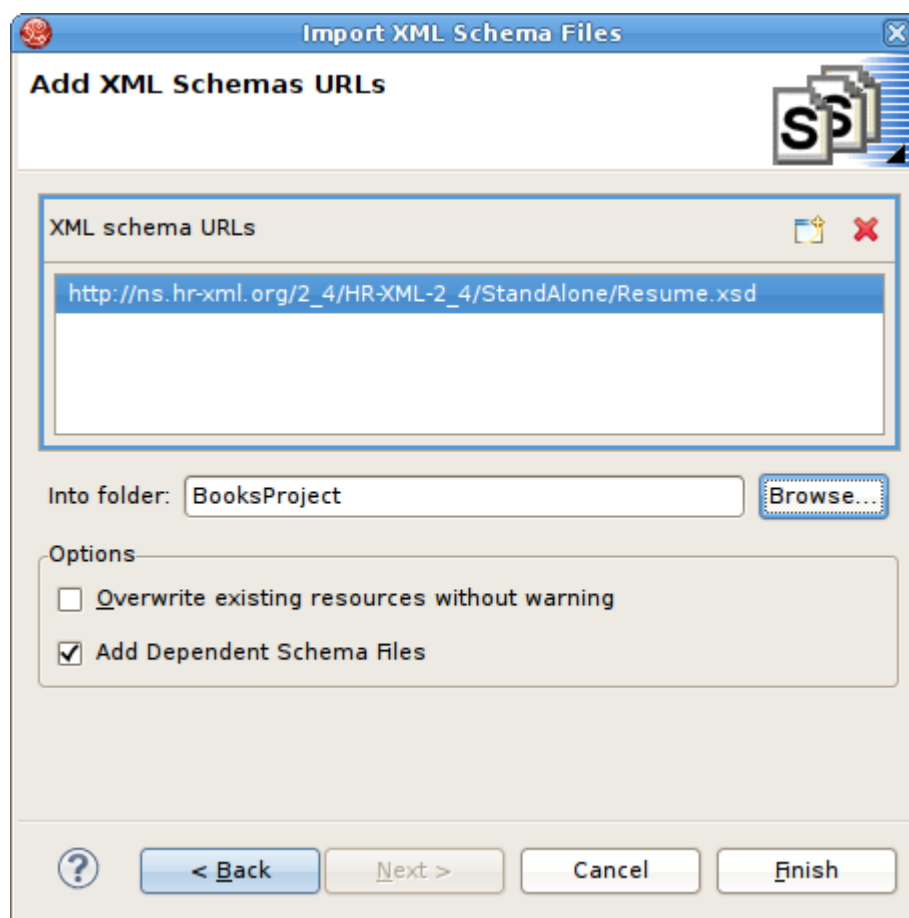 Import XML Schema Files
Add XML Schemas URLs
S S
XML schema URLs
http://ns.hr-xml.org/2_4/HR-XML-2_4/StandAlone/Resume.xsd
Into folder: BooksProject Browse...
Options
Overwrite existing resources without warning
Add Dependent Schema Files
? < Back Next > Cancel Finish